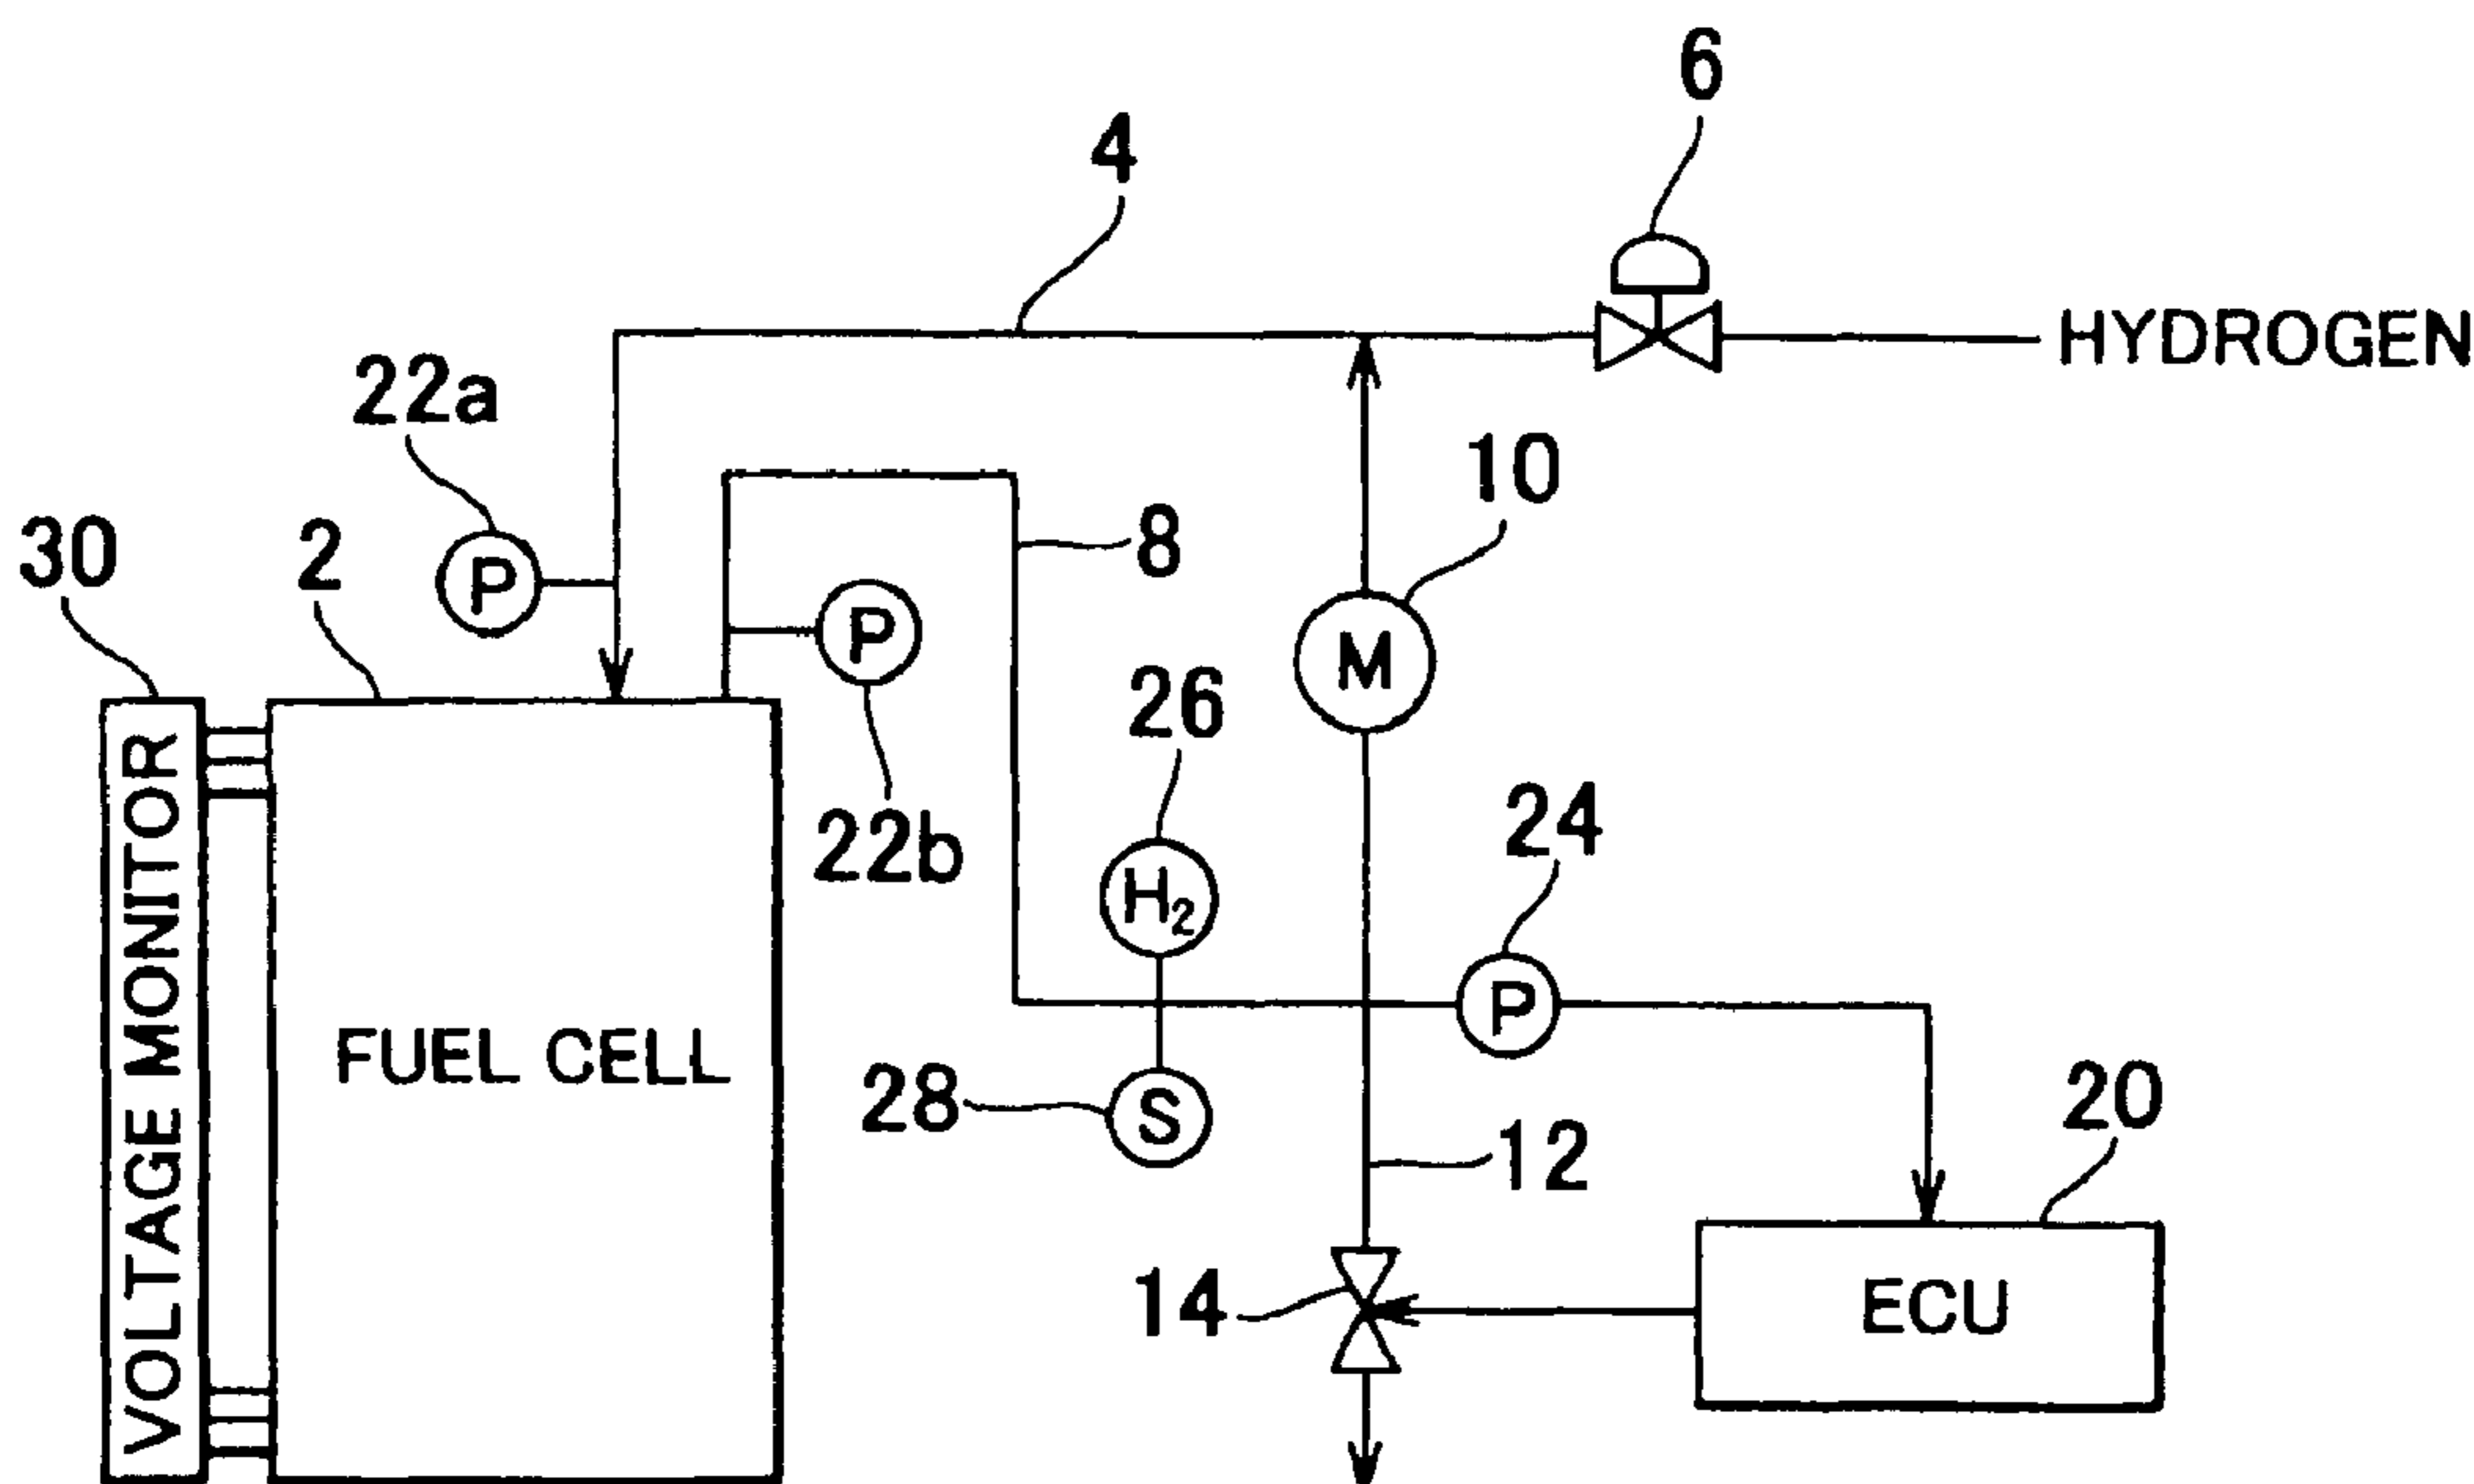 6
4
HYDROGEN
22a
10
30
2
8
P
P
M
26
24
22b
H₂
P
VOLTAGE MONITOR
FUEL CELL
28
S
20
12
14
ECU